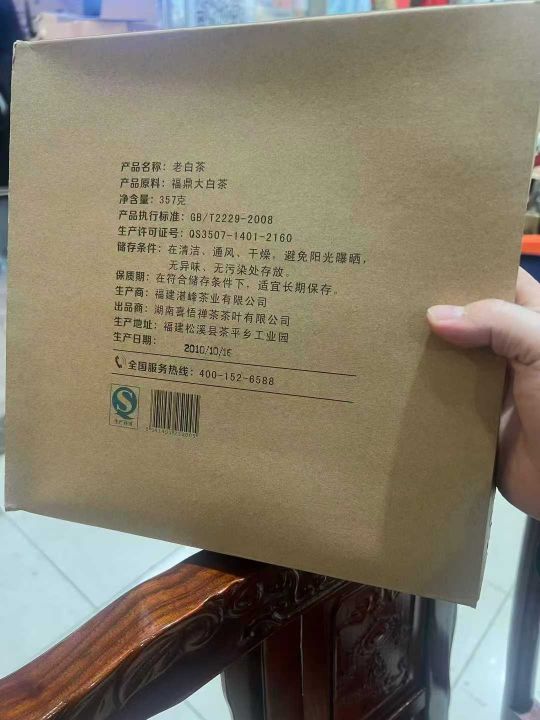 产品名称：老白茶
产品原料：福鼎大白茶
净含量：357克
产品执行标准：GB/T2229-2008
生产许可证号：QS3507-1401-2160
储存条件：在清洁、通风、干燥，避免阳光曝晒，
无异味、无污染处存放。
保质期：在符合储存条件下，适宜长期保存。
生产商：福建湛峰茶业有限公司
出品商：湖南喜悟禅茶茶叶有限公司
生产地址：福建松溪县茶平乡工业园
生产日期：2010/10/16
全国服务热线：400-152-6588
生产许可